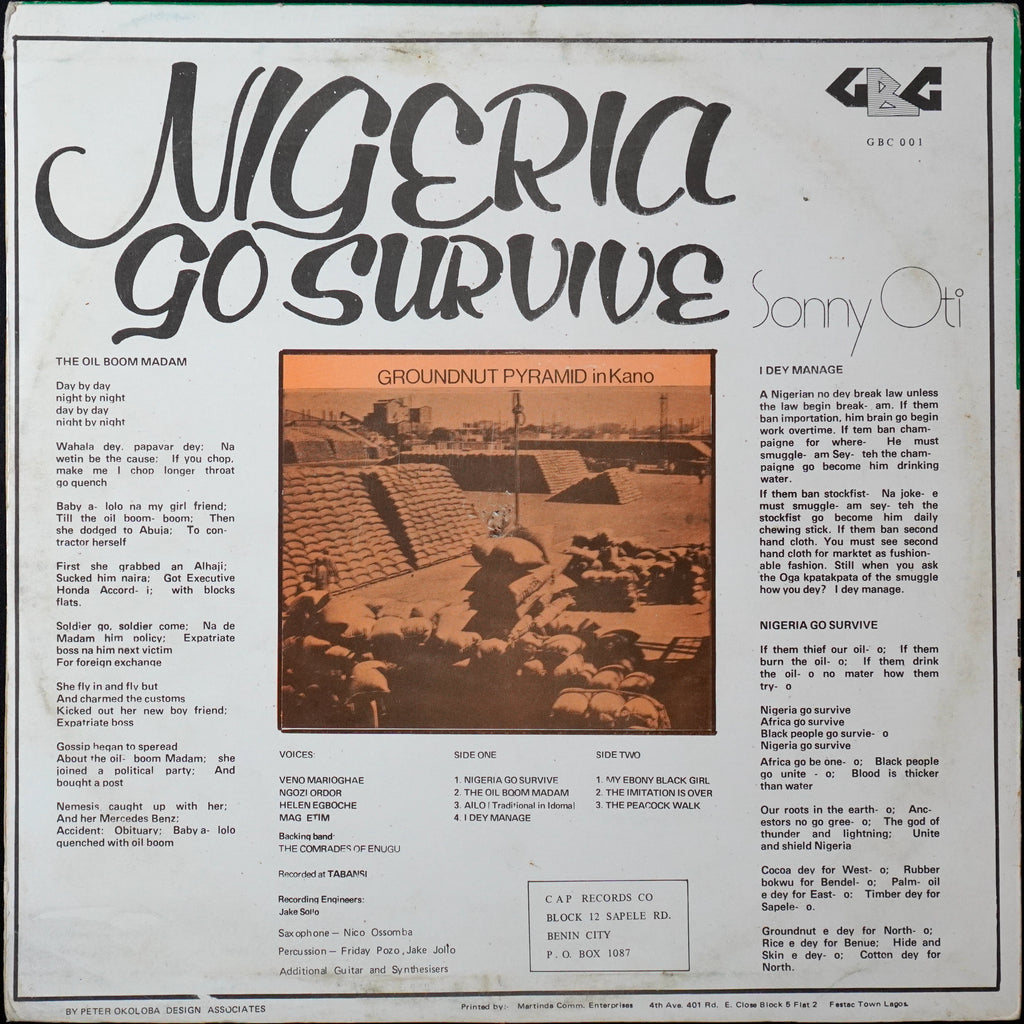 NIGERIA
GO SURVIVE
GBC
GBC 001
Sonny Oti
THE OIL BOOM MADAM
Day by day
night by night
day by day
night by night
Wahala dey, papavar dey; Na
wetin be the cause; If you chop,
make me I chop longer throat
go quench
Baby a- lolo na my girl friend;
Till the oil boom- boom; Then
she dodged to Abuja; To con-
tractor herself
First she grabbed an Alhaji;
Sucked him naira; Got Executive
Honda Accord- i; with blocks
flats.
Soldier go, soldier come; Na de
Madam him policy; Expatriate
boss na him next victim
For foreign exchange
She fly in and fly but
And charmed the customs
Kicked out her new boy friend;
Expatriate boss
Gossip began to speread
About the oil- boom Madam; she
joined a political party; And
bought a post
Nemesis caught up with her;
And her Mercedes Benz;
Accident: Obituary; Baby a- lolo
quenched with oil boom
GROUNDNUT PYRAMID in Kano
VOICES:
VENO MARIOGHAE
NGOZI ORDOR
HELEN EGBOCHE
MAG ETIM
Backing band:
THE COMRADES OF ENUGU
Recorded at TABANSI
Recording Engineers:
Jake Sollo
Saxophone — Nico Ossomba
Percussion — Friday Pozo, Jake Jollo
Additional Guitar and Synthesisers
SIDE ONE
1. NIGERIA GO SURVIVE
2. THE OIL BOOM MADAM
3. AILO (Traditional in Idoma)
4. I DEY MANAGE
SIDE TWO
1. MY EBONY BLACK GIRL
2. THE IMITATION IS OVER
3. THE PEACOCK WALK
CAP RECORDS CO
BLOCK 12 SAPELE RD.
BENIN CITY
P. O. BOX 1087
I DEY MANAGE
A Nigerian no dey break law unless
the law begin break- am. If them
ban importation, him brain go begin
work overtime. If tem ban cham-
paigne for where- He must
smuggle- am Sey- teh the cham-
paigne go become him drinking
water.
If them ban stockfist- Na joke- e
must smuggle- am sey- teh the
stockfist go become him daily
chewing stick. If them ban second
hand cloth. You must see second
hand cloth for marktet as fushion-
able fashion. Still when you ask
the Oga kpatakpata of the smuggle
how you dey? I dey manage.
NIGERIA GO SURVIVE
If them thief our oil- o; If them
burn the oil- o; If them drink
the oil- o no mater how them
try- o
Nigeria go survive
Africa go survive
Black people go survie- o
Nigeria go survive
Africa go be one- o; Black people
go unite - o; Blood is thicker
than water
Our roots in the earth- o; Anc-
estors no go gree- o; The god of
thunder and lightning; Unite
and shield Nigeria
Cocoa dey for West- o; Rubber
bokwu for Bendel- o; Palm- oil
e dey for East- o; Timber dey for
Sapele- o.
Groundnut e dey for North- o;
Rice e dey for Benue; Hide and
Skin e dey- o; Cotton dey for
North.
BY PETER OKOLOBA DESIGN ASSOCIATES
Printed by:- Martinda Comm. Enterprises 4th Ave. 401 Rd. E. Close Block 5 Flat 2 Festac Town Lagos.